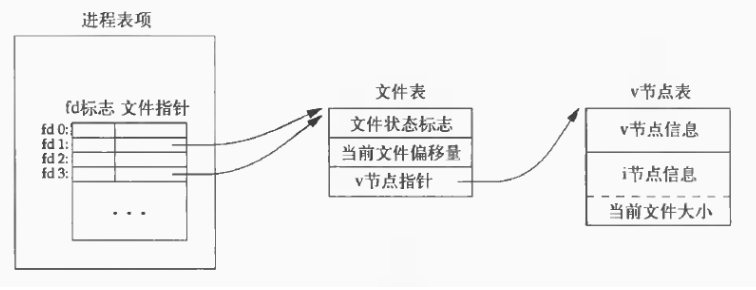 进程表项
fd标志 文件指针
fd 0:
fd 1:
fd 2:
fd 3:
...
文件表
文件状态标志
当前文件偏移量
v节点指针
v节点表
v节点信息
i节点信息
当前文件大小